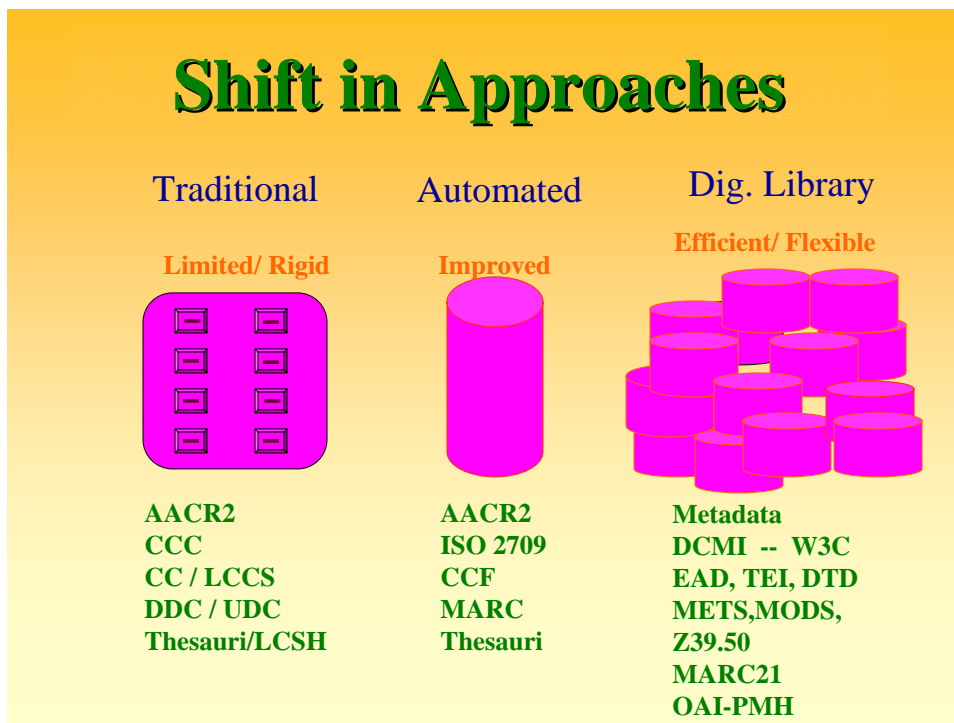 Shift in Approaches
Traditional
Limited/ Rigid
AACR2
CCC
CC / LCCS
DDC / UDC
Thesauri/LCSH
Automated
Improved
AACR2
ISO 2709
CCF
MARC
Thesauri
Dig. Library
Efficient/ Flexible
Metadata
DCMI -- W3C
EAD, TEI, DTD
METS,MODS,
Z39.50
MARC21
OAI-PMH